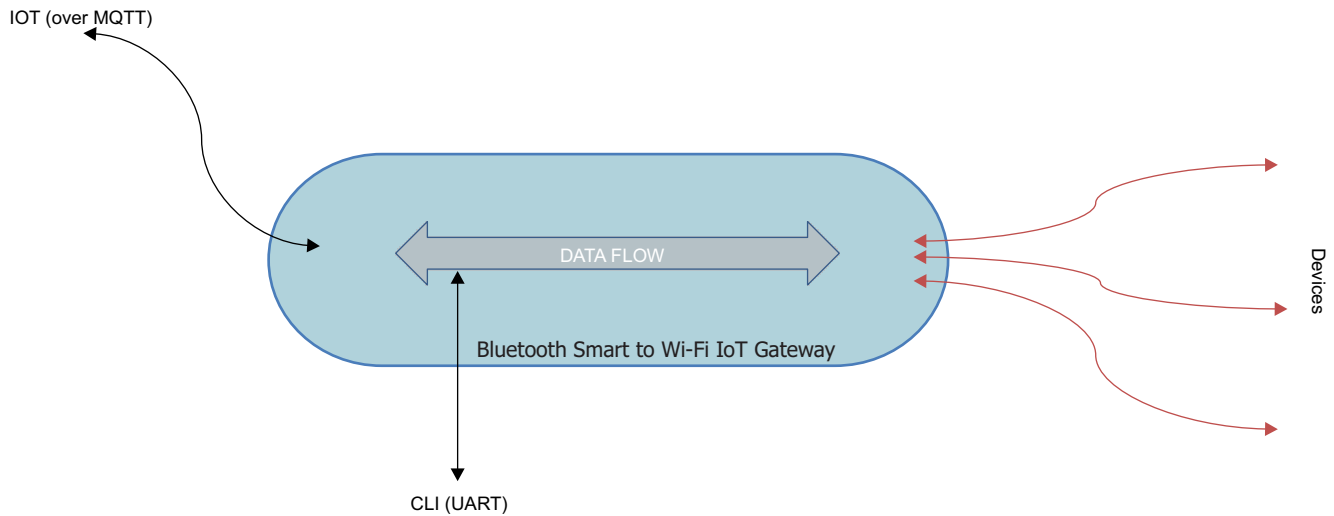 IOT (over MQTT)
DATA FLOW
Devices
Bluetooth Smart to Wi-Fi IoT Gateway
CLI (UART)